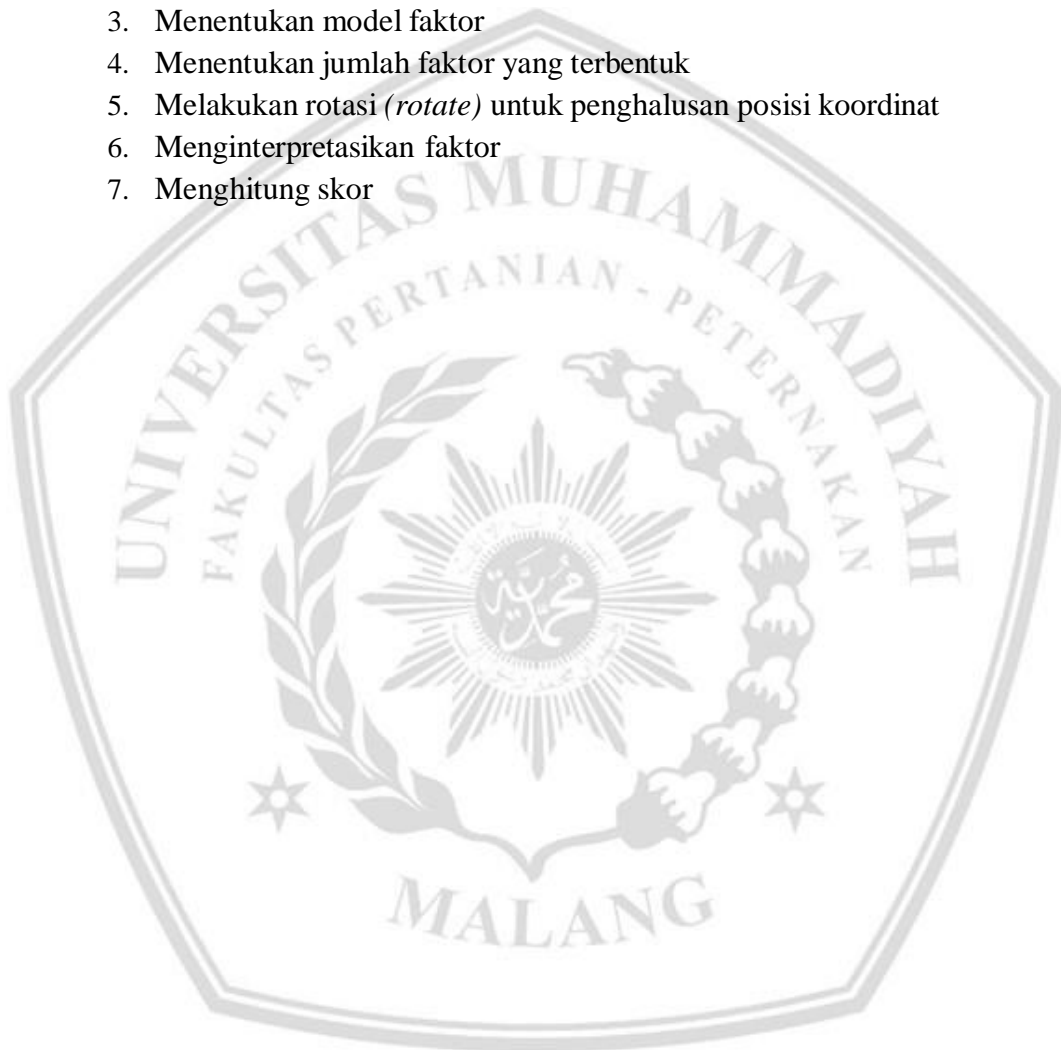 3. Menentukan model faktor
4. Menentukan jumlah faktor yang terbentuk
5. Melakukan rotasi (rotate) untuk penghalusan posisi koordinat
6. Menginterpretasikan faktor
7. Menghitung skor
UNIVERSITAS MUHAMMADIYAH
FAKULTAS PERTANIAN - PETERNAKAN
MALANG